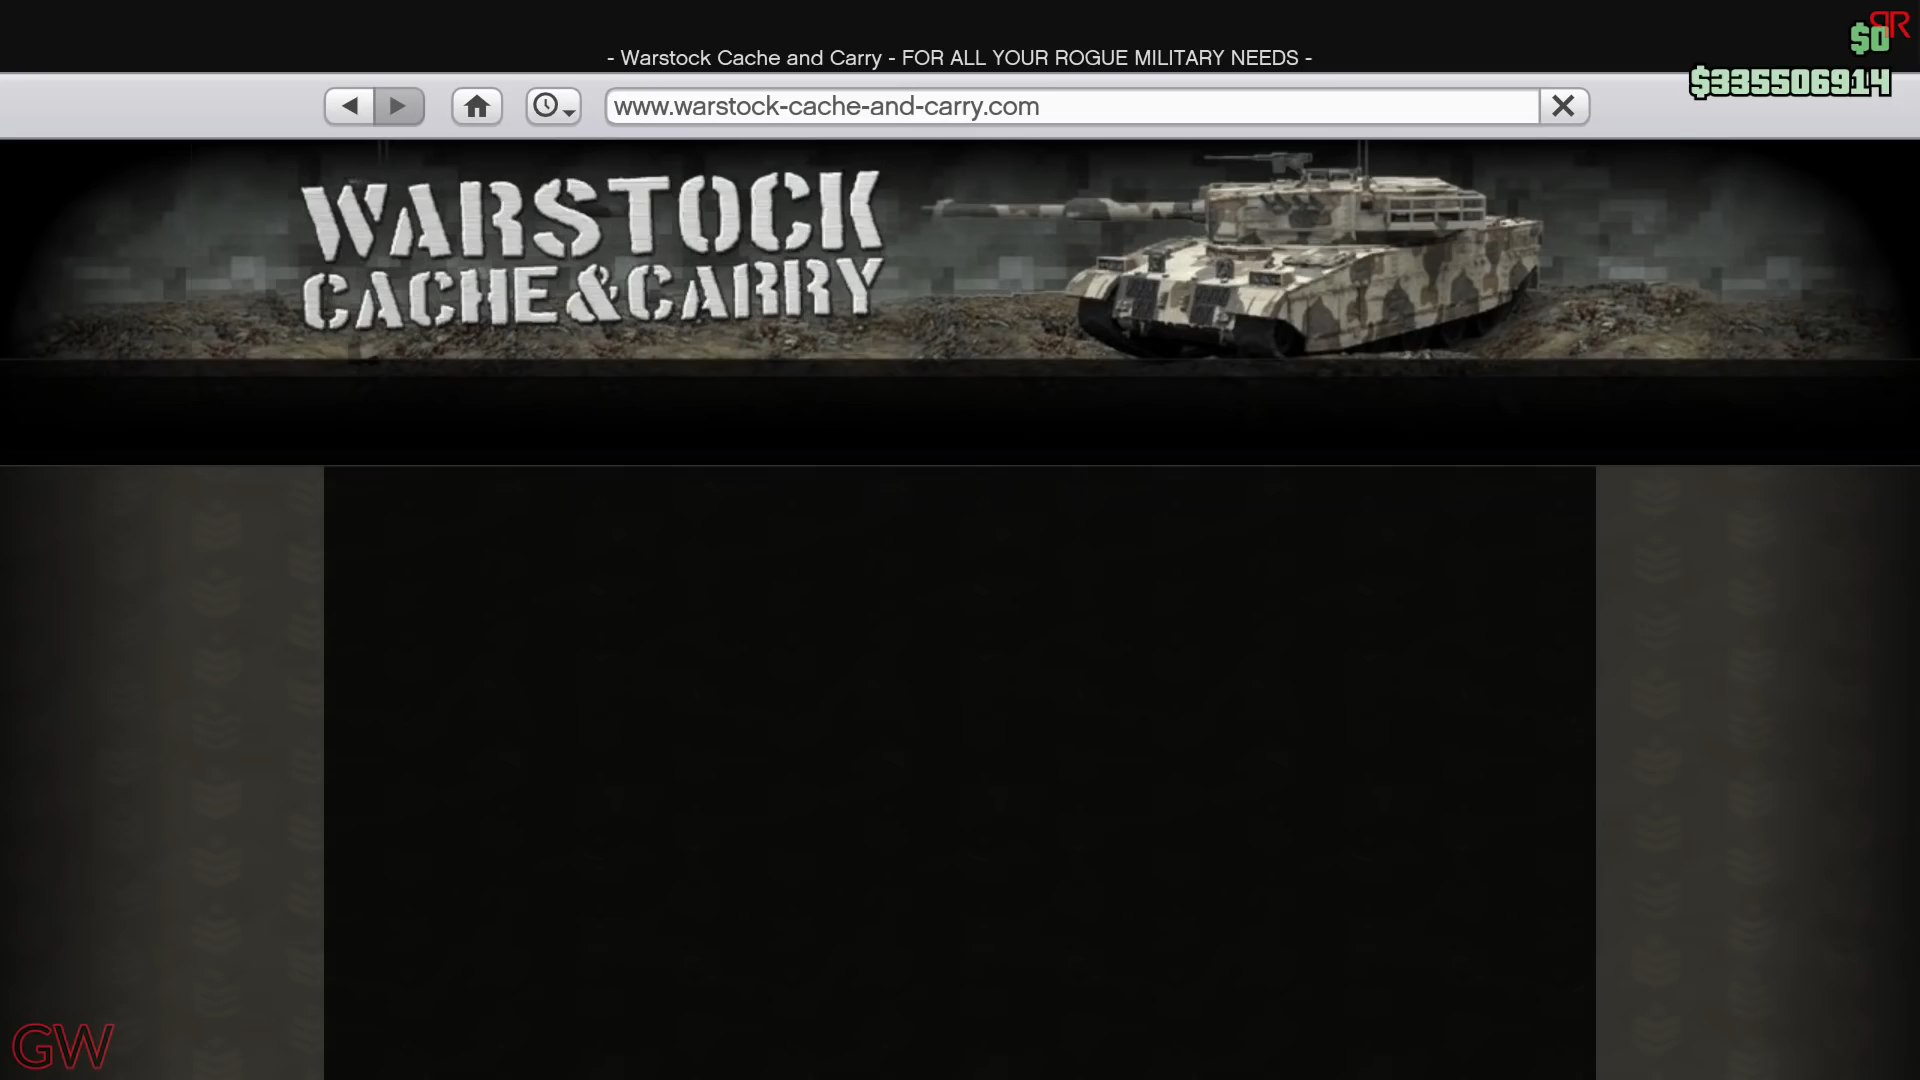 - Warstock Cache and Carry - FOR ALL YOUR ROGUE MILITARY NEEDS -
RR
$0
$335506914
www.warstock-cache-and-carry.com
WARSTOCK
CACHE&CARRY
GW